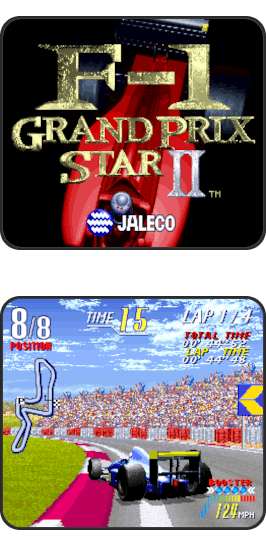 F-1
GRAND PRIX
STAR II
TM
JALECO
8/8
POSITION
TIME 15
LAP 1/4
TOTAL TIME
LAP TIME
BOOSTER
124 MPH